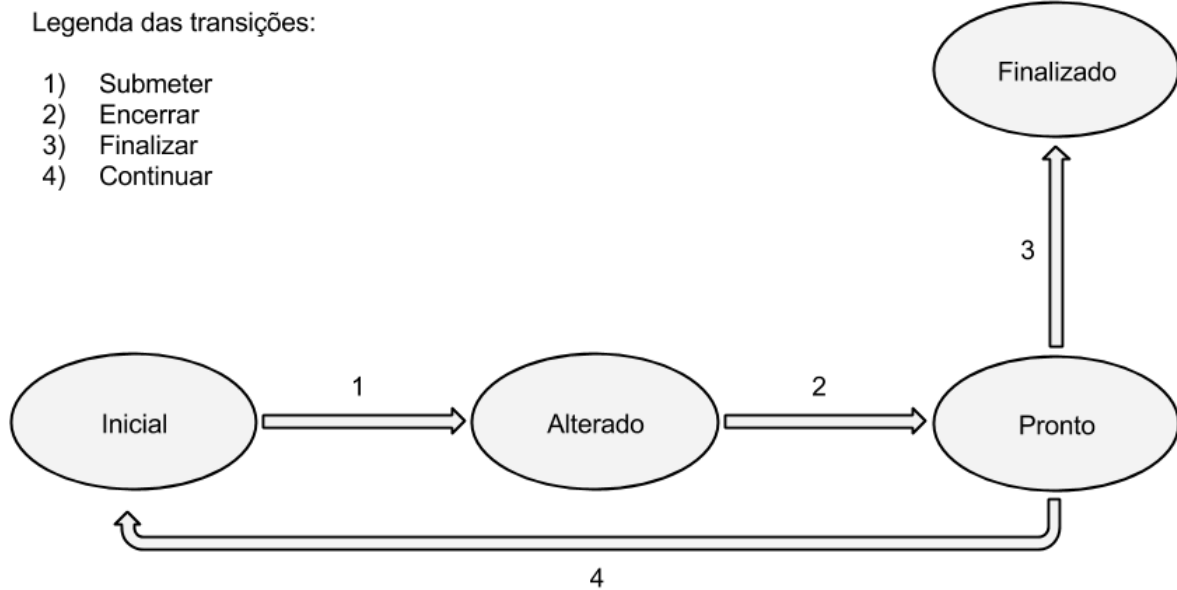 Legenda das transições:
1) Submeter
2) Encerrar
3) Finalizar
4) Continuar
Finalizado
3
1
2
Inicial
Alterado
Pronto
4